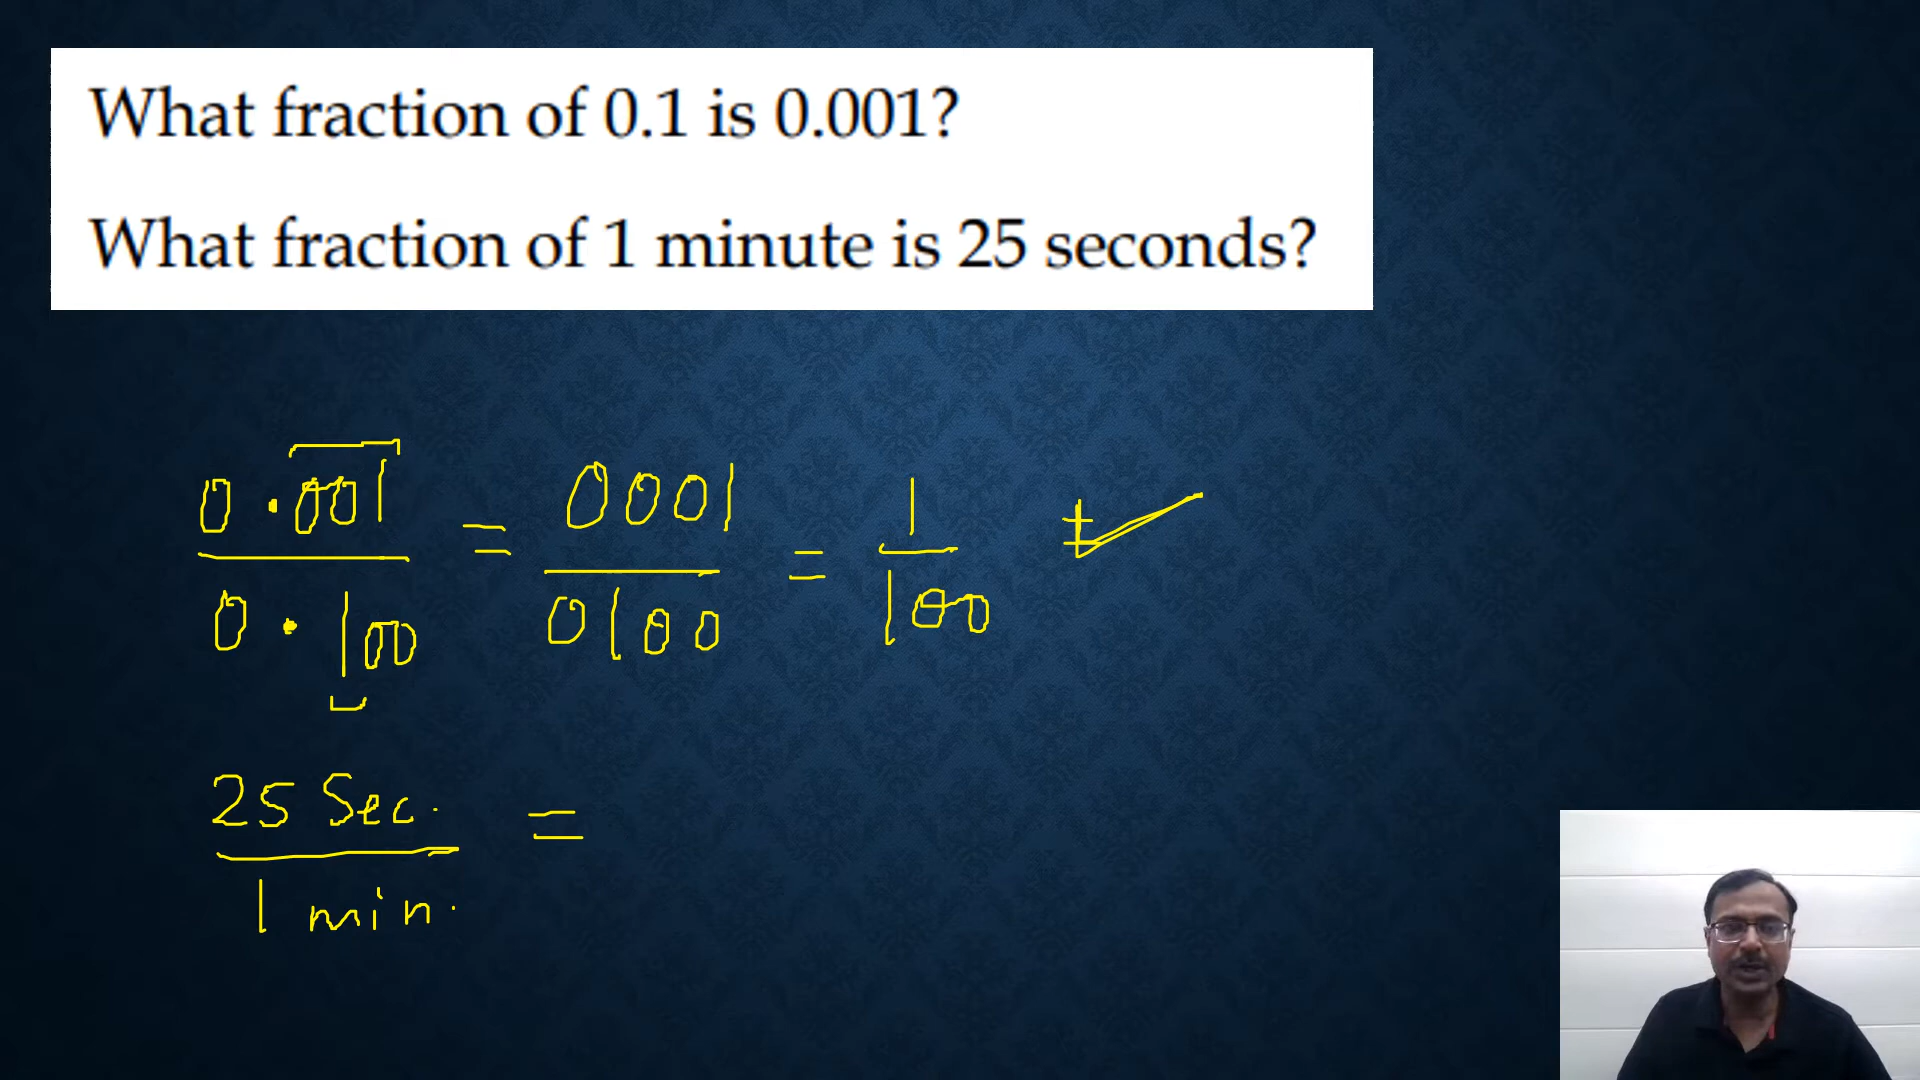 What fraction of 0.1 is 0.001?
What fraction of 1 minute is 25 seconds?
0.001 / 0.100 = 0001 / 0100 = 1 / 100
25 Sec. / 1 min. =